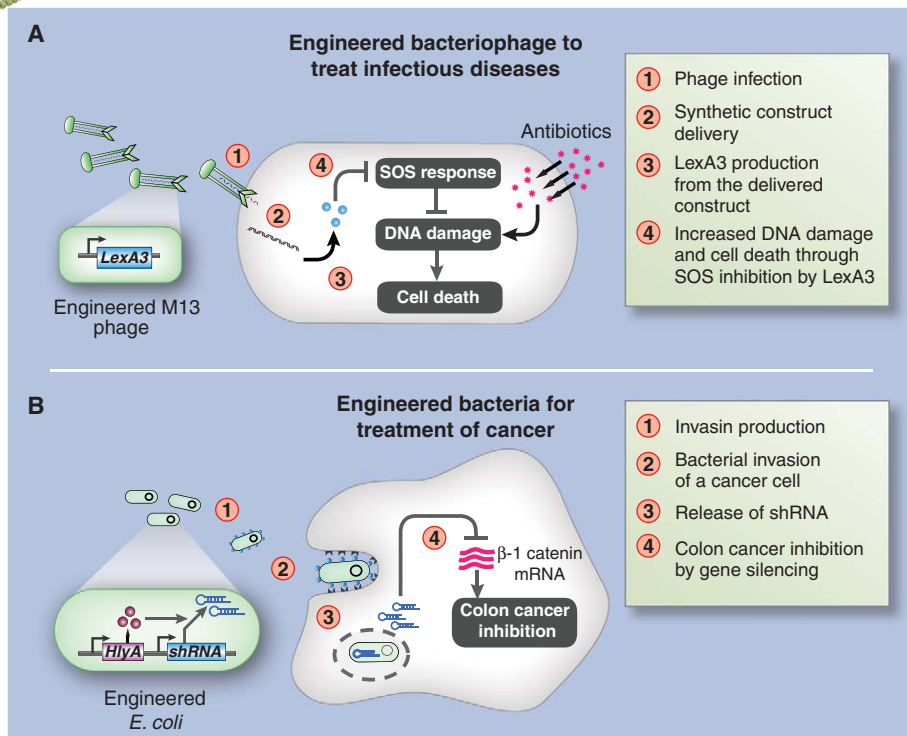 A
Engineered bacteriophage to
treat infectious diseases
Antibiotics
1
2
3
4
SOS response
DNA damage
Cell death
LexA3
Engineered M13
phage
1 Phage infection
2 Synthetic construct
delivery
3 LexA3 production
from the delivered
construct
4 Increased DNA damage
and cell death through
SOS inhibition by LexA3
B
Engineered bacteria for
treatment of cancer
1
2
3
4
β-1 catenin
mRNA
Colon cancer
inhibition
HlyA
shRNA
Engineered
E. coli
1 Invasin production
2 Bacterial invasion
of a cancer cell
3 Release of shRNA
4 Colon cancer inhibition
by gene silencing